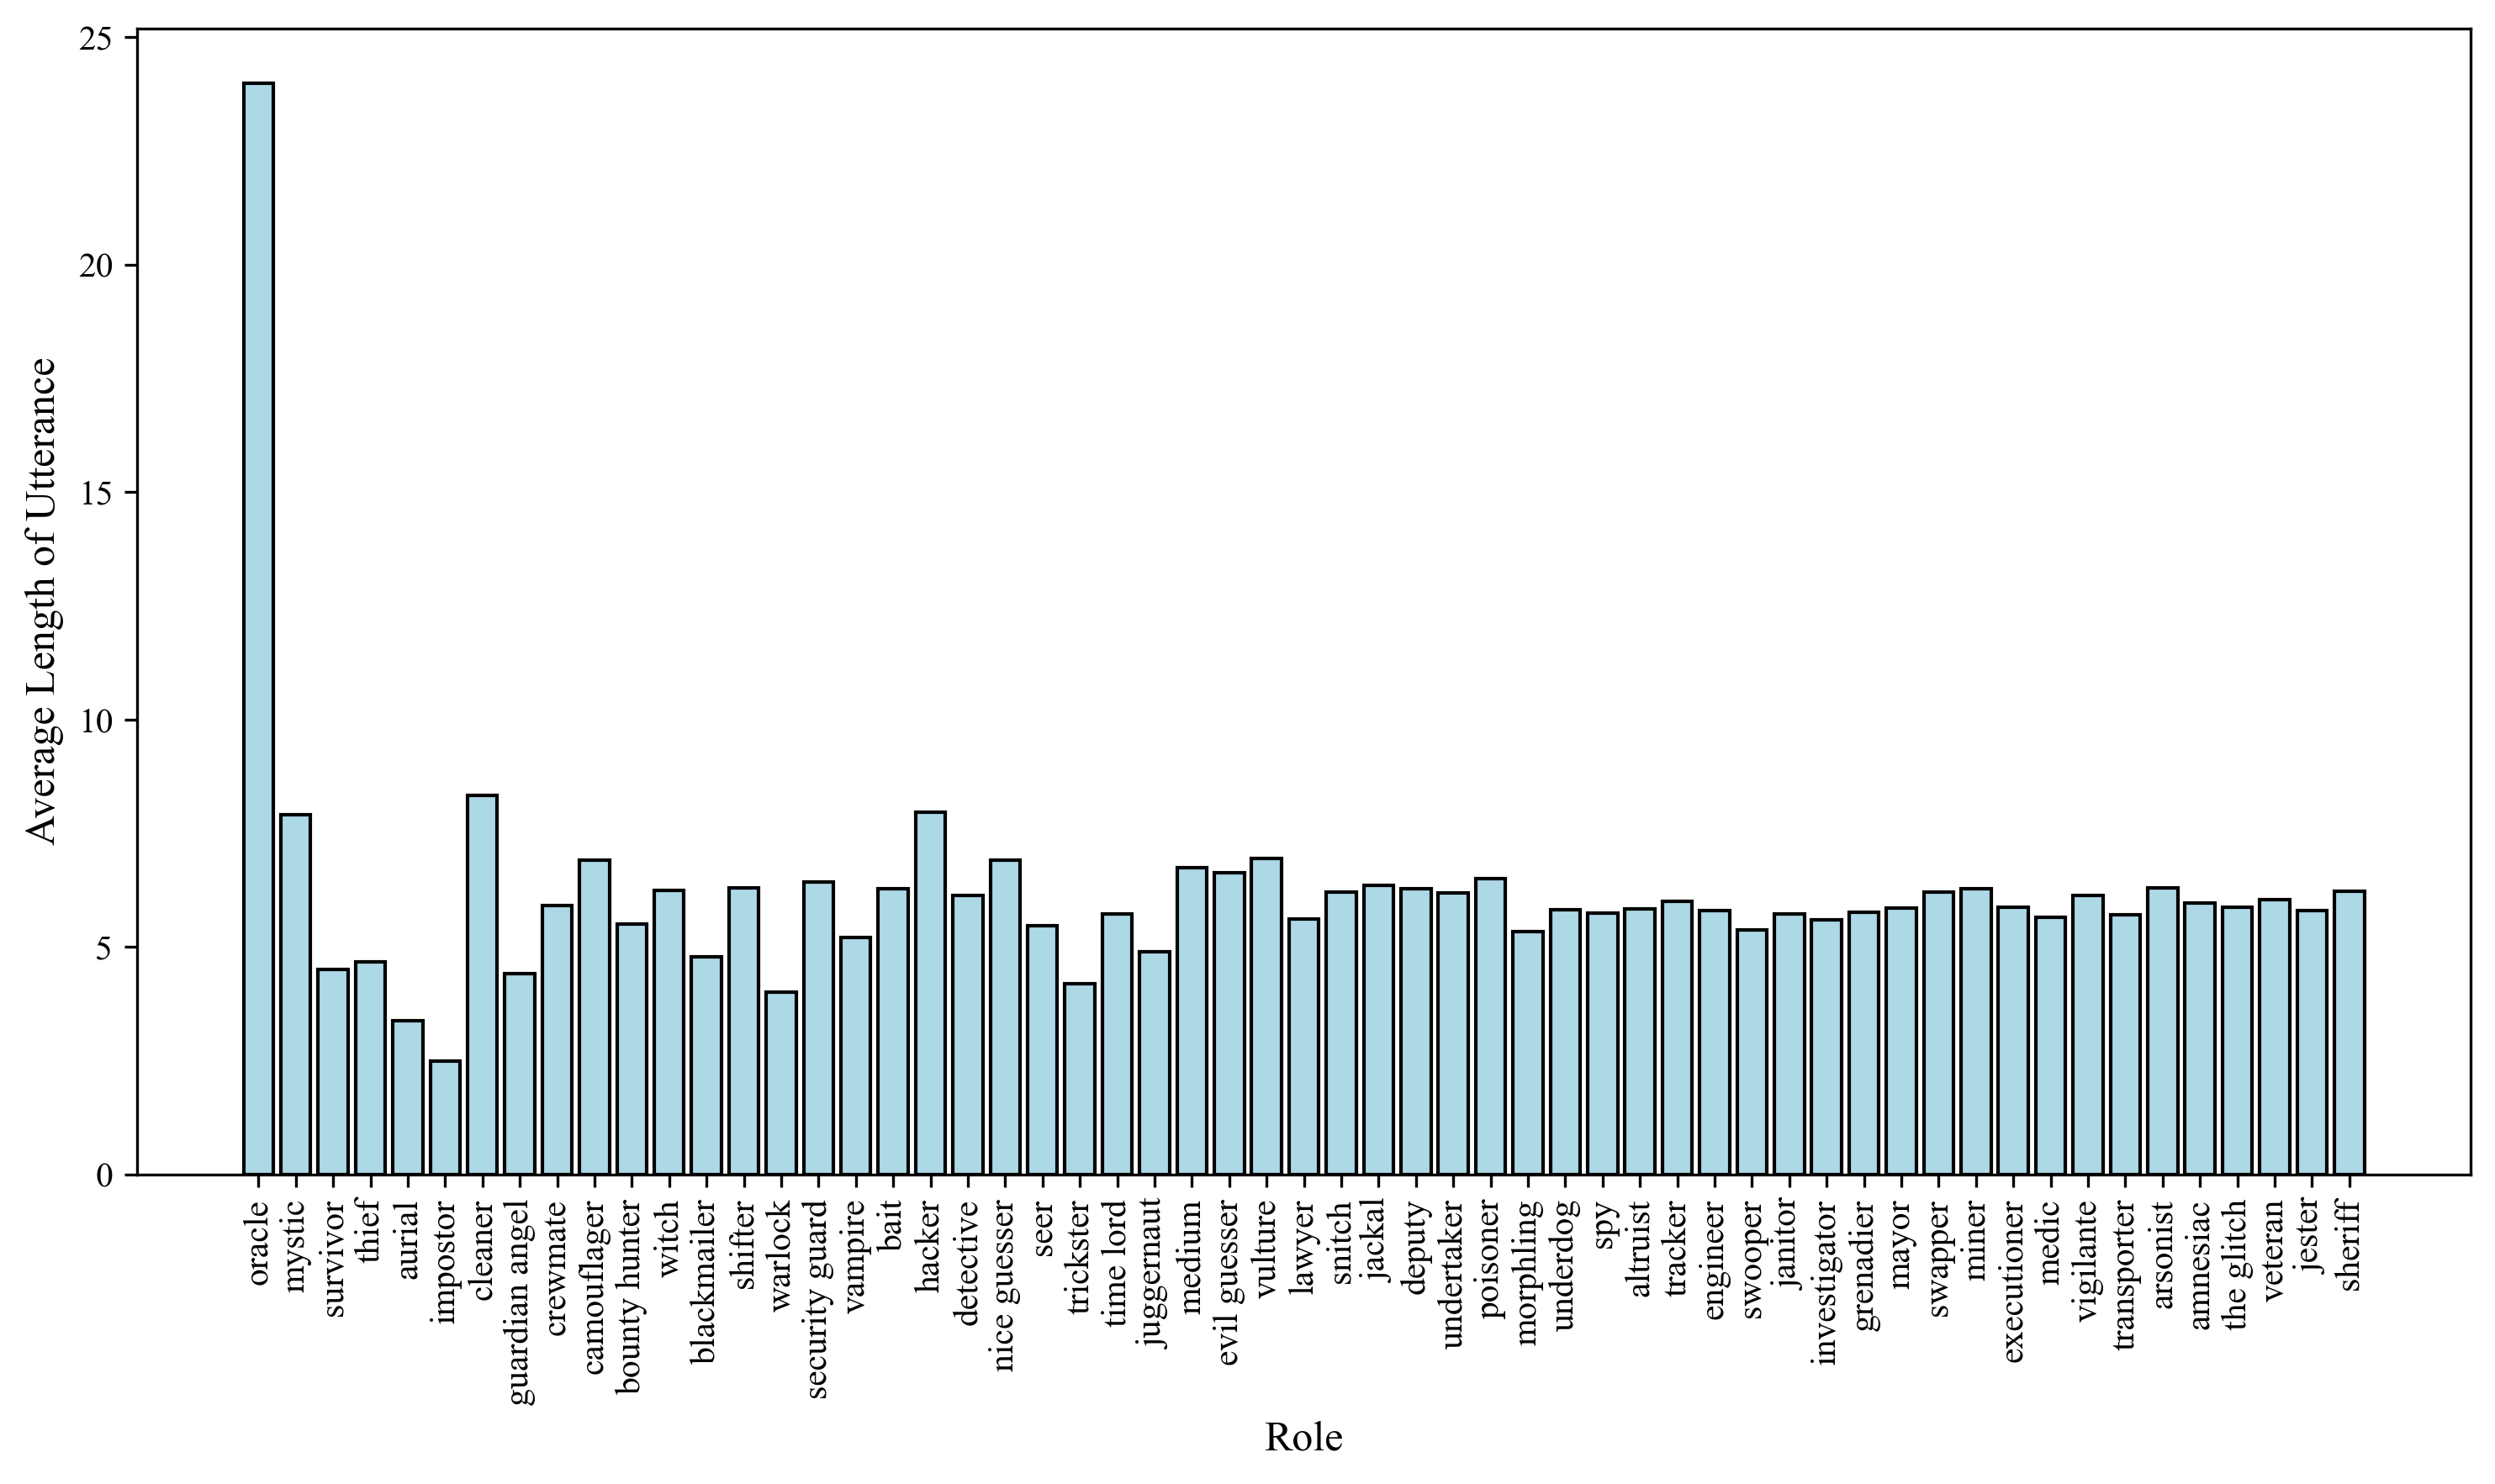 Average Length of Utterance
25
20
15
10
5
0
oracle
mystic
survivor
thief
aurial
impostor
cleaner
guardian angel
crewmate
camouflager
bounty hunter
witch
blackmailer
shifter
warlock
security guard
vampire
bait
hacker
detective
nice guesser
seer
trickster
time lord
juggernaut
medium
evil guesser
vulture
lawyer
snitch
jackal
deputy
undertaker
poisoner
morphling
underdog
spy
altruist
tracker
engineer
swooper
janitor
investigator
grenadier
mayor
swapper
miner
executioner
medic
vigilante
transporter
arsonist
amnesiac
the glitch
veteran
jester
sheriff
Role